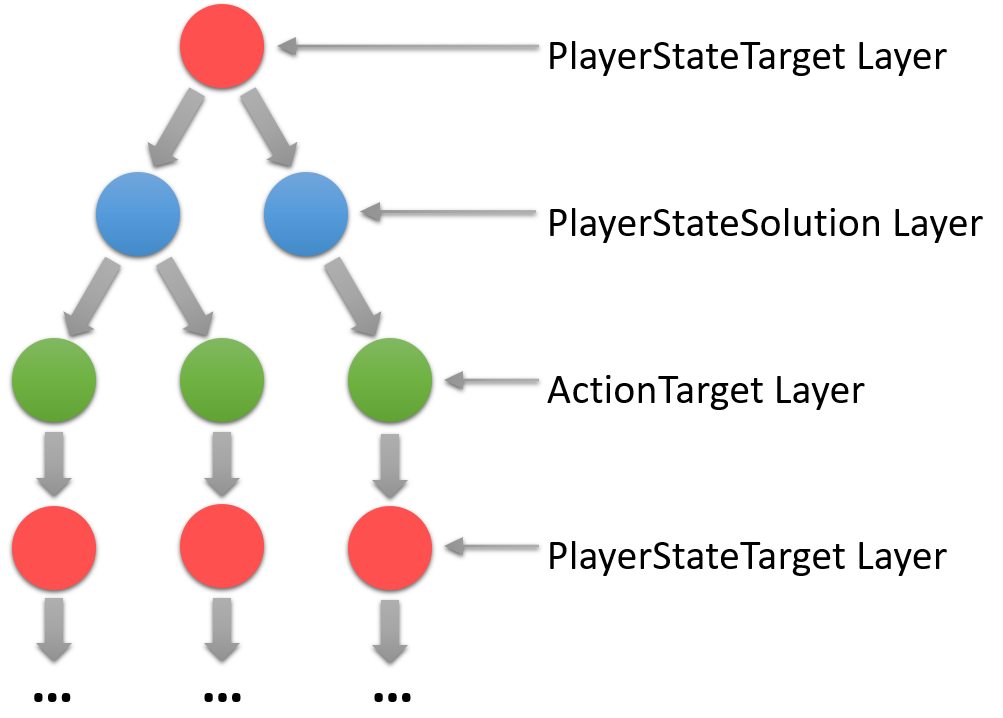 PlayerStateTarget Layer
PlayerStateSolution Layer
ActionTarget Layer
PlayerStateTarget Layer
... ... ...